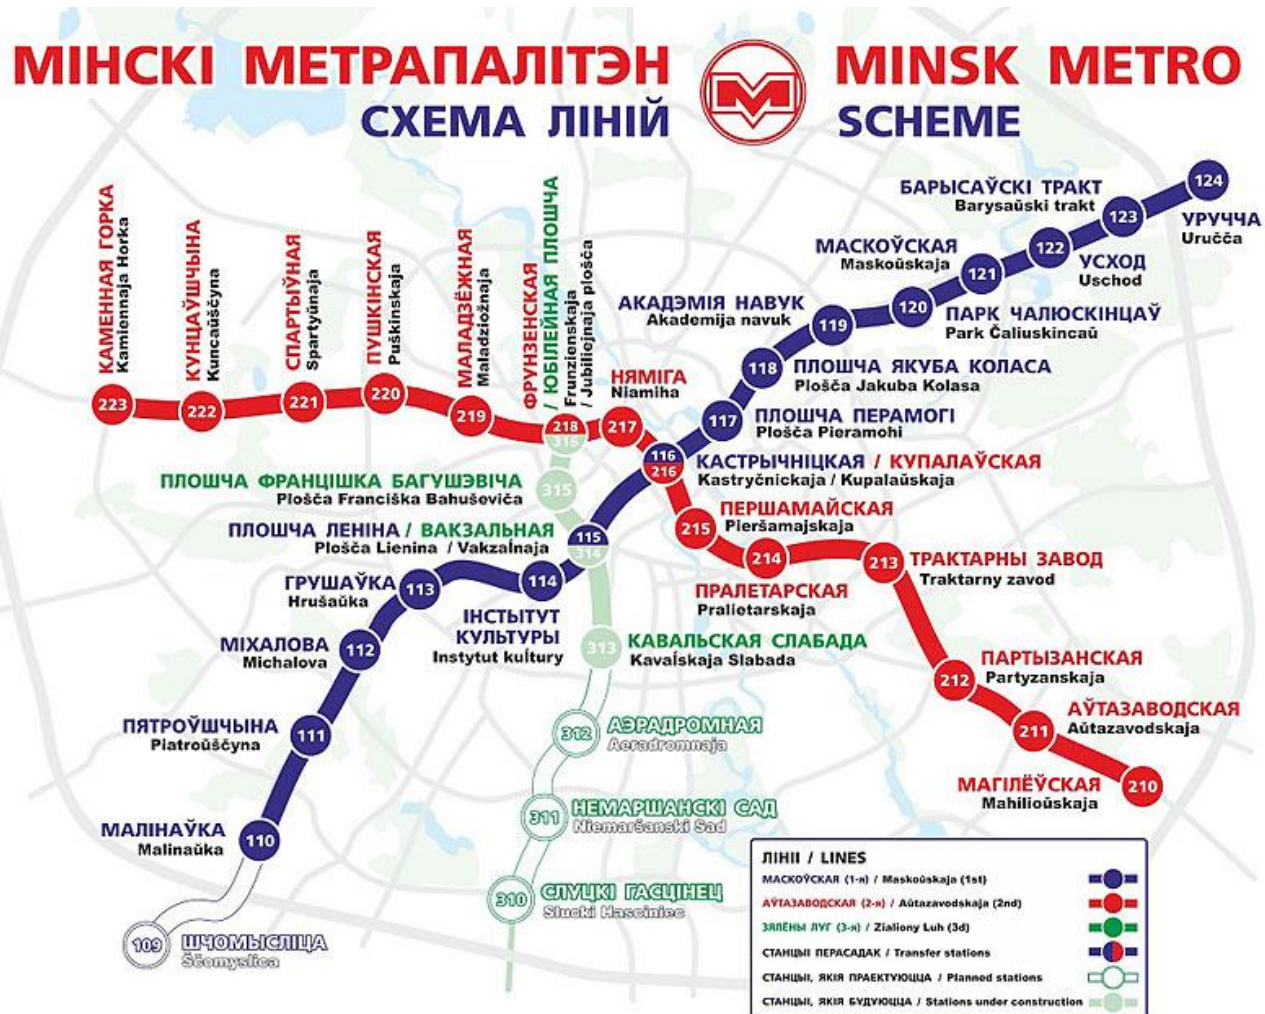 МІНСКІ МЕТРАПАЛІТЭН
MINSK METRO
СХЕМА ЛІНІЙ
SCHEME
КАМЕННАЯ ГОРКА
Kamiennaja Horka
223
КУНЦАЎШЧЫНА
Kuncaŭščyna
222
СПАРТЫЎНАЯ
Spartyŭnaja
221
ПУШКІНСКАЯ
Puškinskaja
220
МАЛАДЗЁЖНАЯ
Maladziožnaja
219
ФРУНЗЕНСКАЯ
/ ЮБІЛЕЙНАЯ ПЛОШЧА
Frunzienskaja
/ Jubiliejnaja plošča
218
316
НЯМІГА
Niamiha
217
БАРЫСАЎСКІ ТРАКТ
Barysaŭski trakt
123
124
УРУЧЧА
Uručča
МАСКОЎСКАЯ
Maskoŭskaja
121
122
УСХОД
Uschod
АКАДЭМІЯ НАВУК
Akademija navuk
119
120
ПАРК ЧАЛЮСКІНЦАЎ
Park Čaliuskincaŭ
118
ПЛОШЧА ЯКУБА КОЛАСА
Plošča Jakuba Kolasa
117
ПЛОШЧА ПЕРАМОГІ
Plošča Pieramohi
116
216
КАСТРЫЧНІЦКАЯ / КУПАЛАЎСКАЯ
Kastryčnickaja / Kupalaŭskaja
ПЛОШЧА ФРАНЦІШКА БАГУШЭВІЧА
Plošča Franciška Bahuševiča
315
215
ПЕРШАМАЙСКАЯ
Pieršamajskaja
ПЛОШЧА ЛЕНІНА / ВАКЗАЛЬНАЯ
Plošča Lienina / Vakzaĺnaja
115
314
214
ПРАЛЕТАРСКАЯ
Pralietarskaja
213
ТРАКТАРНЫ ЗАВОД
Traktarny zavod
ГРУШАЎКА
Hrušaŭka
113
114
ІНСТЫТУТ
КУЛЬТУРЫ
Instytut kuĺtury
МІХАЛОВА
Michalova
112
313
КАВАЛЬСКАЯ СЛАБАДА
Kavaĺskaja Slabada
212
ПАРТЫЗАНСКАЯ
Partyzanskaja
ПЯТРОЎШЧЫНА
Piatroŭščyna
111
312
АЭРАДРОМНАЯ
Aeradromnaja
211
АЎТАЗАВОДСКАЯ
Aŭtazavodskaja
МАГІЛЁЎСКАЯ
Mahilioŭskaja
210
311
НЕМАРШАНСКІ САД
Niemaršanski Sad
МАЛІНАЎКА
Malinaŭka
110
310
СЛУЦКІ ГАСЦІНЕЦ
Slucki Hasciniec
109
ШЧОМЫСЛІЦА
Ščomyslica
ЛІНІІ / LINES
МАСКОЎСКАЯ (1-я) / Maskoŭskaja (1st)
АЎТАЗАВОДСКАЯ (2-я) / Aŭtazavodskaja (2nd)
ЗЯЛЁНЫ ЛУГ (3-я) / Zialiony Luh (3d)
СТАНЦЫІ ПЕРАСАДАК / Transfer stations
СТАНЦЫІ, ЯКІЯ ПРАЕКТУЮЦЦА / Planned stations
СТАНЦЫІ, ЯКІЯ БУДУЮЦЦА / Stations under construction